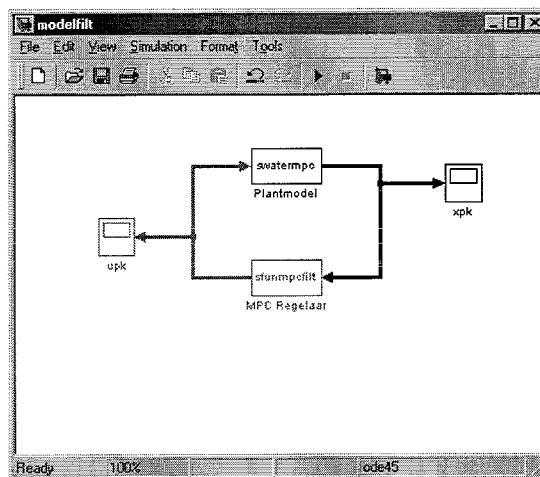 modelfilt
File Edit View Simulation Format Tools
swatermpc
Plantmodel
xpk
upk
sfunmpcfilt
MPC Regelaar
Ready 100% ode45